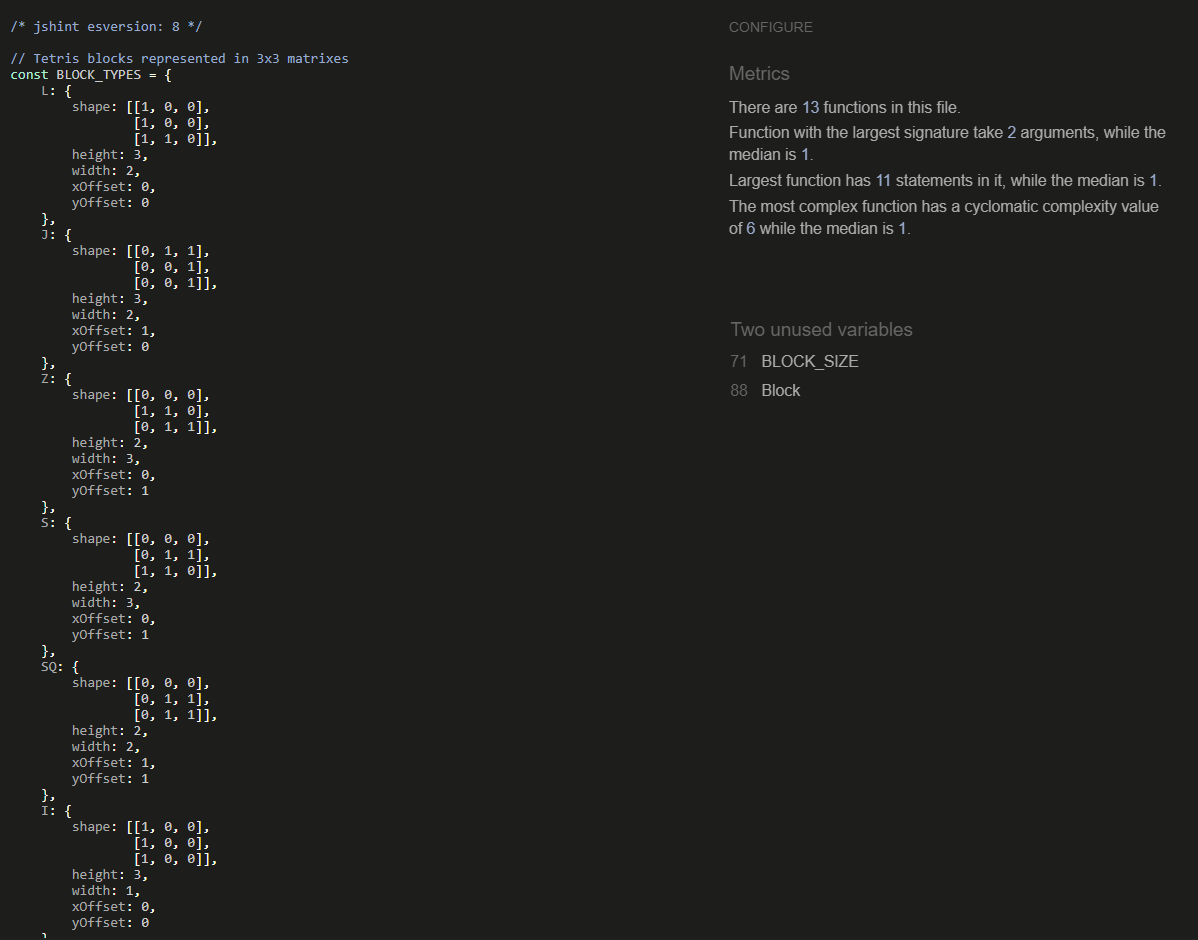 /* jshint esversion: 8 */
// Tetris blocks represented in 3x3 matrixes
const BLOCK_TYPES = {
    L: {
        shape: [[1, 0, 0],
                [1, 0, 0],
                [1, 1, 0]],
        height: 3,
        width: 2,
        xOffset: 0,
        yOffset: 0
    },
    J: {
        shape: [[0, 1, 1],
                [0, 0, 1],
                [0, 0, 1]],
        height: 3,
        width: 2,
        xOffset: 1,
        yOffset: 0
    },
    Z: {
        shape: [[0, 0, 0],
                [1, 1, 0],
                [0, 1, 1]],
        height: 2,
        width: 3,
        xOffset: 0,
        yOffset: 1
    },
    S: {
        shape: [[0, 0, 0],
                [0, 1, 1],
                [1, 1, 0]],
        height: 2,
        width: 3,
        xOffset: 0,
        yOffset: 1
    },
    SQ: {
        shape: [[0, 0, 0],
                [0, 1, 1],
                [0, 1, 1]],
        height: 2,
        width: 2,
        xOffset: 1,
        yOffset: 1
    },
    I: {
        shape: [[1, 0, 0],
                [1, 0, 0],
                [1, 0, 0]],
        height: 3,
        width: 1,
        xOffset: 0,
        yOffset: 0
CONFIGURE
Metrics
There are 13 functions in this file.
Function with the largest signature take 2 arguments, while the
median is 1.
Largest function has 11 statements in it, while the median is 1.
The most complex function has a cyclomatic complexity value
of 6 while the median is 1.
Two unused variables
71 BLOCK_SIZE
88 Block